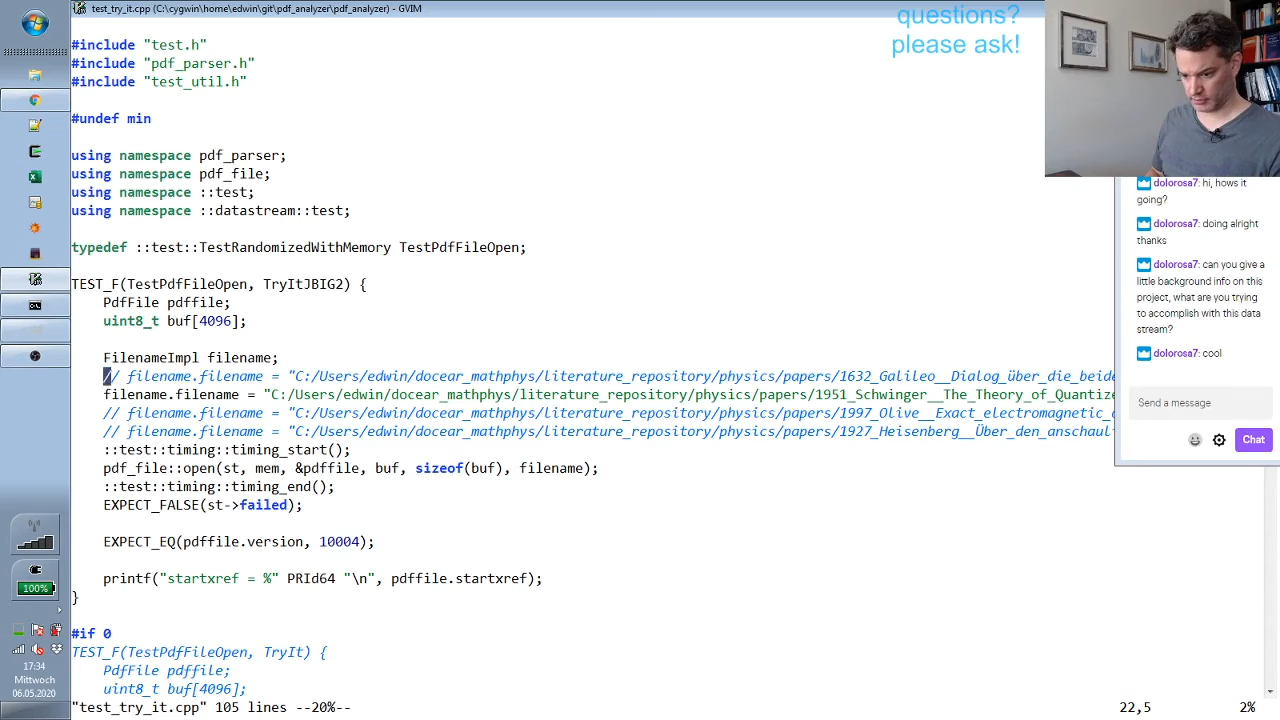 test_try_it.cpp (C:\cygwin\home\edwin\git\pdf_analyzer\pdf_analyzer) - GVIM
questions?
please ask!
#include "test.h"
#include "pdf_parser.h"
#include "test_util.h"
#undef min
using namespace pdf_parser;
using namespace pdf_file;
using namespace ::test;
using namespace ::datastream::test;
typedef ::test::TestRandomizedWithMemory TestPdfFileOpen;
TEST_F(TestPdfFileOpen, TryItJBIG2) {
PdfFile pdffile;
uint8_t buf[4096];
FilenameImpl filename;
// filename.filename = "C:/Users/edwin/docear_mathphys/literature_repository/physics/papers/1632_Galileo__Dialog_über_die_beide
filename.filename = "C:/Users/edwin/docear_mathphys/literature_repository/physics/papers/1951_Schwinger__The_Theory_of_Quantize
// filename.filename = "C:/Users/edwin/docear_mathphys/literature_repository/physics/papers/1997_Olive__Exact_electromagnetic_
// filename.filename = "C:/Users/edwin/docear_mathphys/literature_repository/physics/papers/1927_Heisenberg__Über_den_anschaul
::test::timing::timing_start();
pdf_file::open(st, mem, &pdffile, buf, sizeof(buf), filename);
::test::timing::timing_end();
EXPECT_FALSE(st->failed);
EXPECT_EQ(pdffile.version, 10004);
printf("startxref = %" PRId64 "\n", pdffile.startxref);
}
#if 0
TEST_F(TestPdfFileOpen, TryIt) {
PdfFile pdffile;
uint8_t buf[4096];
"test_try_it.cpp" 105 lines --20%--
22,5
2%
dolorosa7: hi, hows it
going?
dolorosa7: doing alright
thanks
dolorosa7: can you give a
little background info on this
project, what are you trying
to accomplish with this data
stream?
dolorosa7: cool
Send a message
Chat
100%
17:34
Mittwoch
06.05.2020